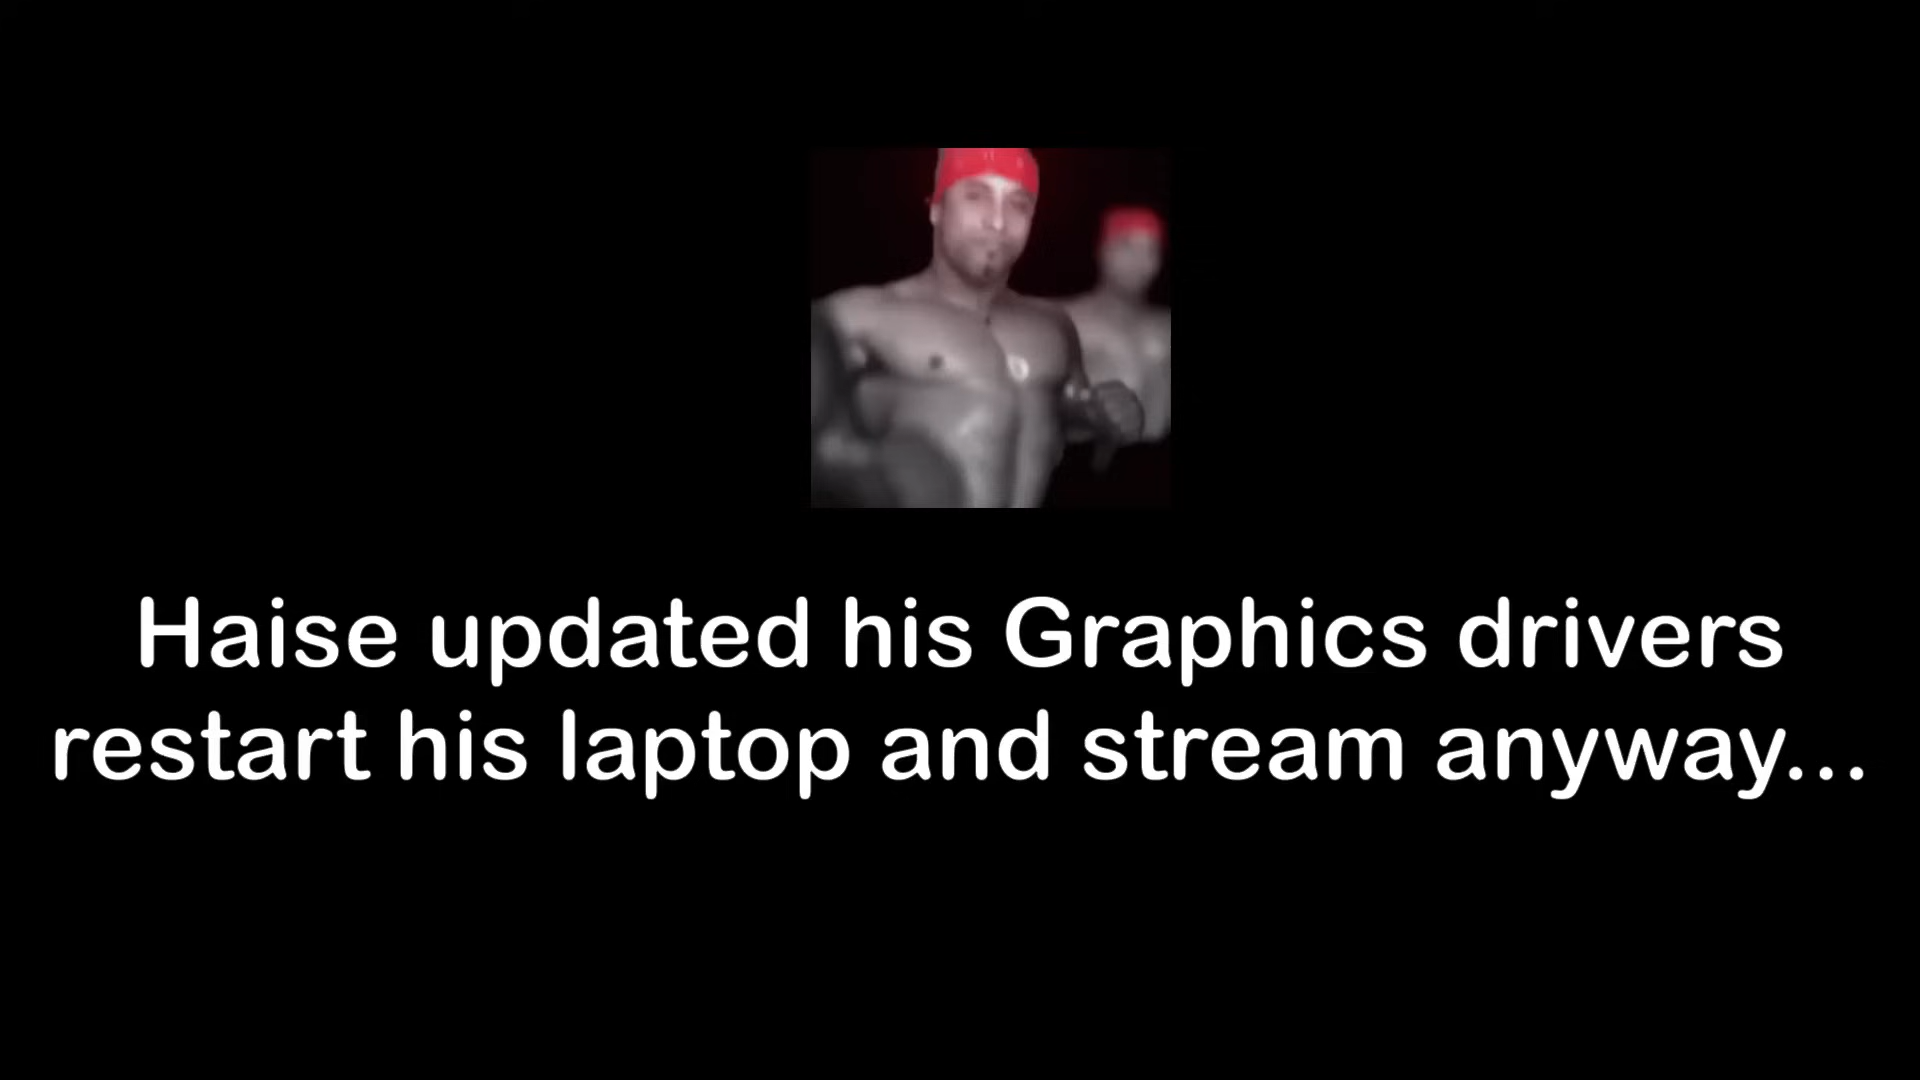 Haise updated his Graphics drivers
restart his laptop and stream anyway...